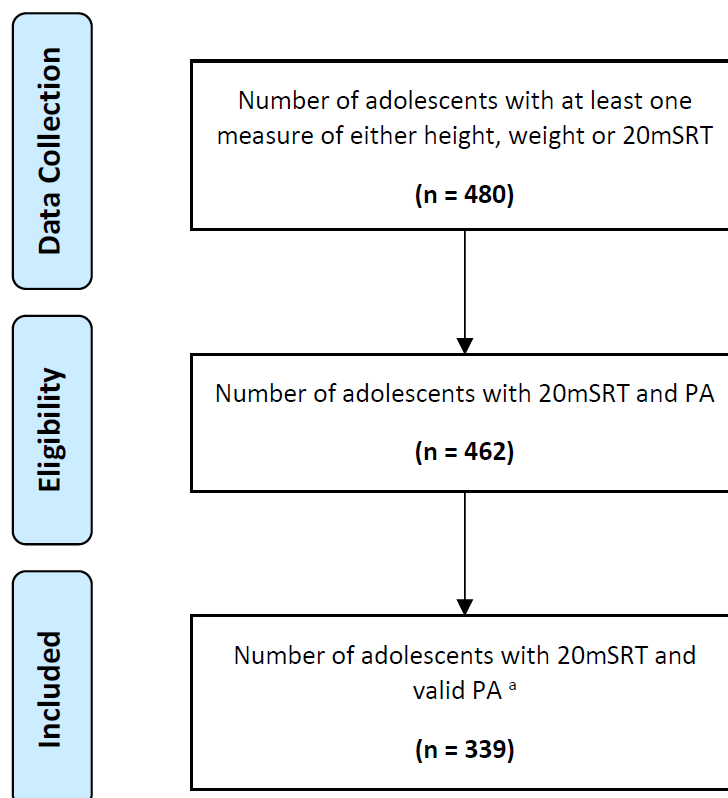 Data Collection
Number of adolescents with at least one
measure of either height, weight or 20mSRT
(n = 480)
Eligibility
Number of adolescents with 20mSRT and PA
(n = 462)
Included
Number of adolescents with 20mSRT and
valid PA ᵃ
(n = 339)